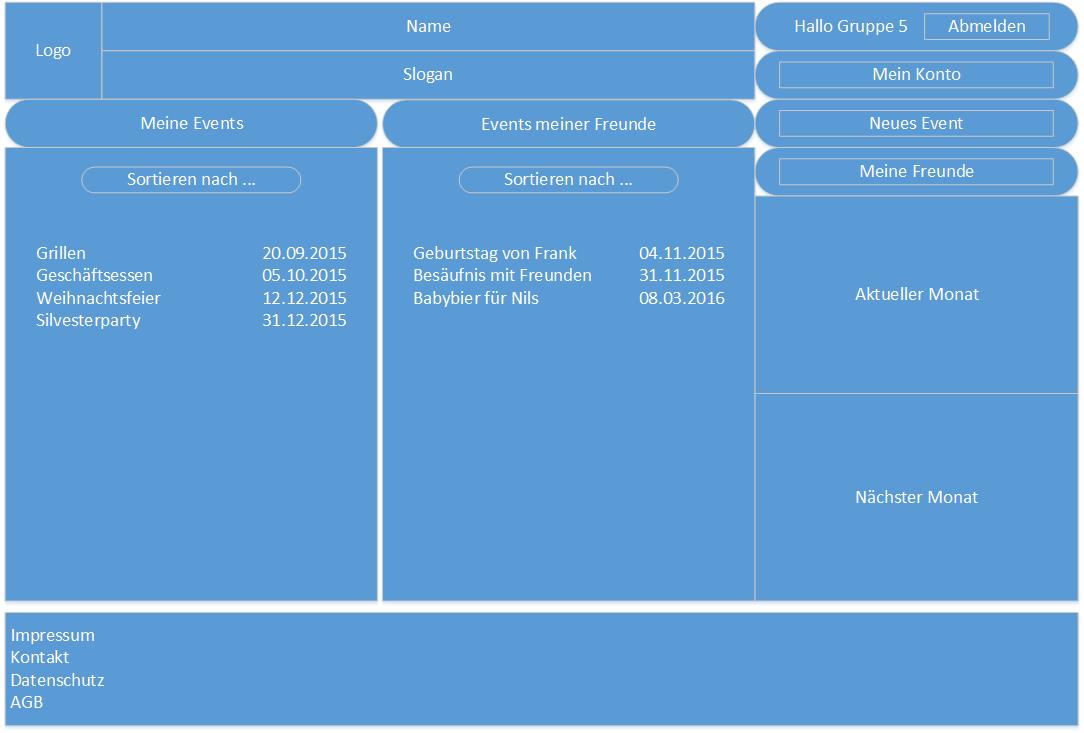 Logo
Name
Slogan
Hallo Gruppe 5 Abmelden
Mein Konto
Neues Event
Meine Freunde
Meine Events
Sortieren nach ...
Grillen 20.09.2015
Geschäftsessen 05.10.2015
Weihnachtsfeier 12.12.2015
Silvesterparty 31.12.2015
Events meiner Freunde
Sortieren nach ...
Geburtstag von Frank 04.11.2015
Besäufnis mit Freunden 31.11.2015
Babybier für Nils 08.03.2016
Aktueller Monat
Nächster Monat
Impressum
Kontakt
Datenschutz
AGB